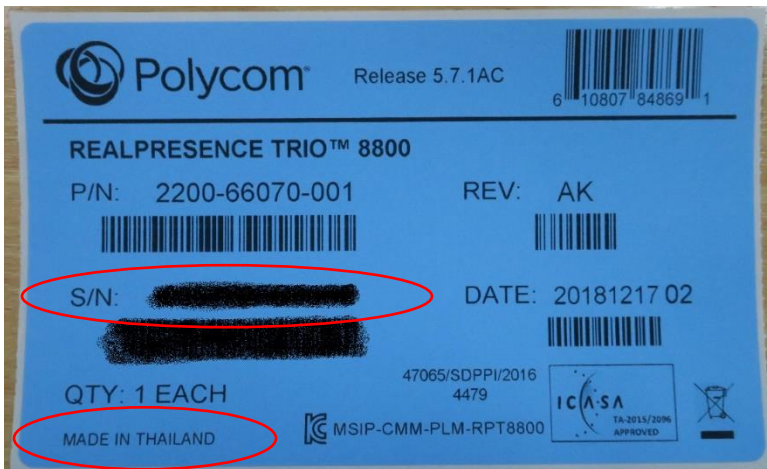 Polycom Release 5.7.1AC
6 10807 84869 1
REALPRESENCE TRIO™ 8800
P/N: 2200-66070-001 REV: AK
S/N: DATE: 20181217 02
QTY: 1 EACH
47065/SDPPI/2016
4479
ICASA
TA-2015/2096
APPROVED
MADE IN THAILAND
MSIP-CMM-PLM-RPT8800